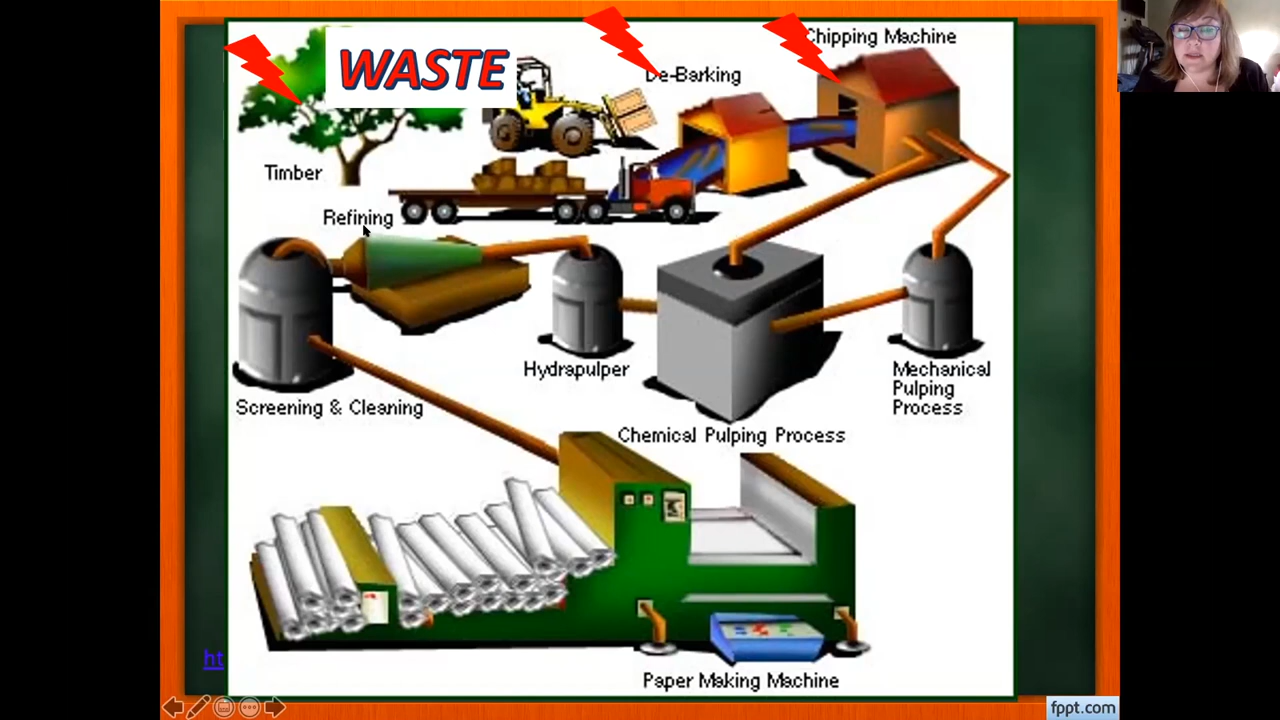 WASTE
Chipping Machine
De-Barking
Timber
Refining
Hydrapulper
Mechanical
Pulping
Process
Screening & Cleaning
Chemical Pulping Process
Paper Making Machine
ht
fppt.com